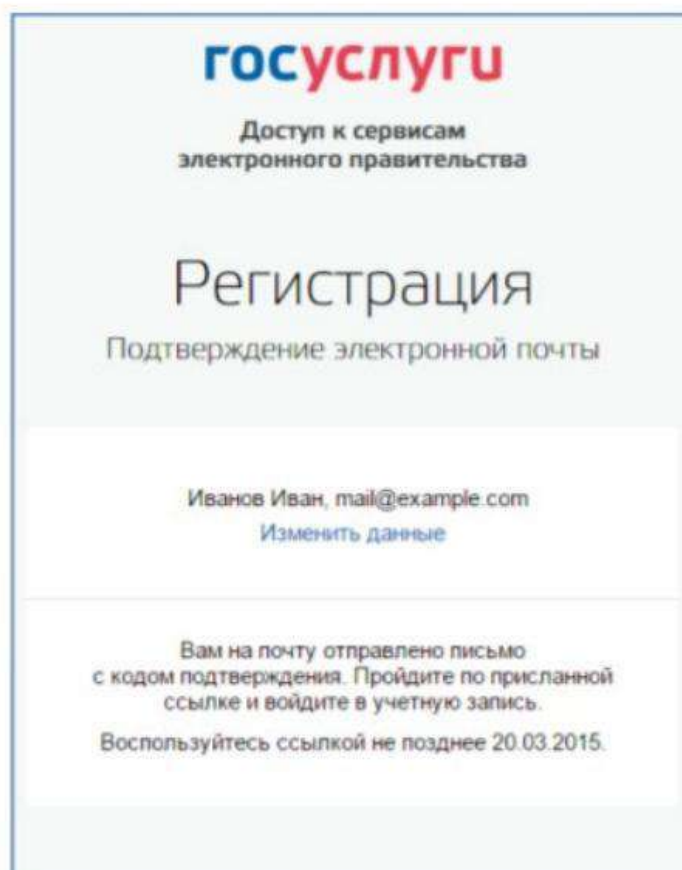 госуслуги
Доступ к сервисам
электронного правительства
Регистрация
Подтверждение электронной почты
Иванов Иван, mail@example.com
Изменить данные
Вам на почту отправлено письмо
с кодом подтверждения. Пройдите по присланной
ссылке и войдите в учетную запись.
Воспользуйтесь ссылкой не позднее 20.03.2015.